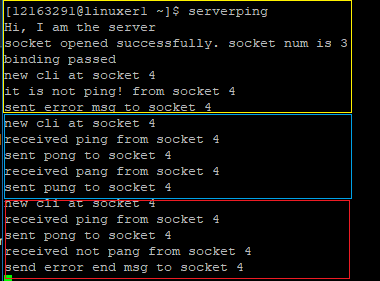 [12163291@linuxer1 ~]$ serverping
Hi, I am the server
socket opened successfully. socket num is 3
binding passed
new cli at socket 4
it is not ping! from socket 4
sent error msg to socket 4
new cli at socket 4
received ping from socket 4
sent pong to socket 4
received pang from socket 4
sent pung to socket 4
new cli at socket 4
received ping from socket 4
sent pong to socket 4
received not pang from socket 4
send error end msg to socket 4